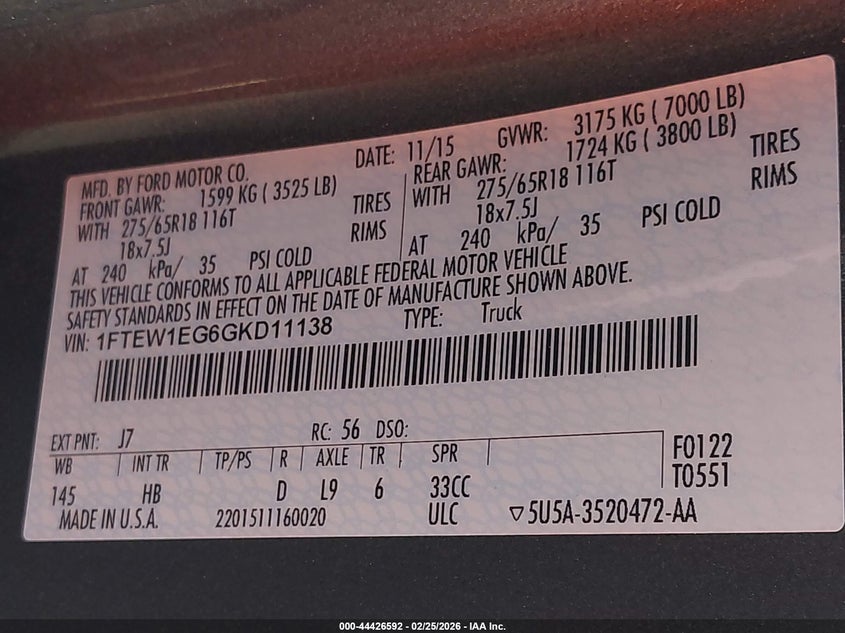 MFD. BY FORD MOTOR CO.
DATE: 11/15
GVWR: 3175 KG ( 7000 LB)
FRONT GAWR: 1599 KG ( 3525 LB)
REAR GAWR: 1724 KG ( 3800 LB)
WITH 275/65R18 116T TIRES
WITH 275/65R18 116T TIRES
18x7.5J RIMS
18x7.5J RIMS
AT 240 kPa/ 35 PSI COLD
AT 240 kPa/ 35 PSI COLD
THIS VEHICLE CONFORMS TO ALL APPLICABLE FEDERAL MOTOR VEHICLE
SAFETY STANDARDS IN EFFECT ON THE DATE OF MANUFACTURE SHOWN ABOVE.
VIN: 1FTEW1EG6GKD11138 TYPE: Truck
EXT PNT: J7 RC: 56 DSO:
WB INT TR TP/PS R AXLE TR SPR
F0122
T0551
145 HB D L9 6 33CC
MADE IN U.S.A. 2201511160020 ULC ▽5U5A-3520472-AA
000-44426592 - 02/25/2026 - IAA Inc.